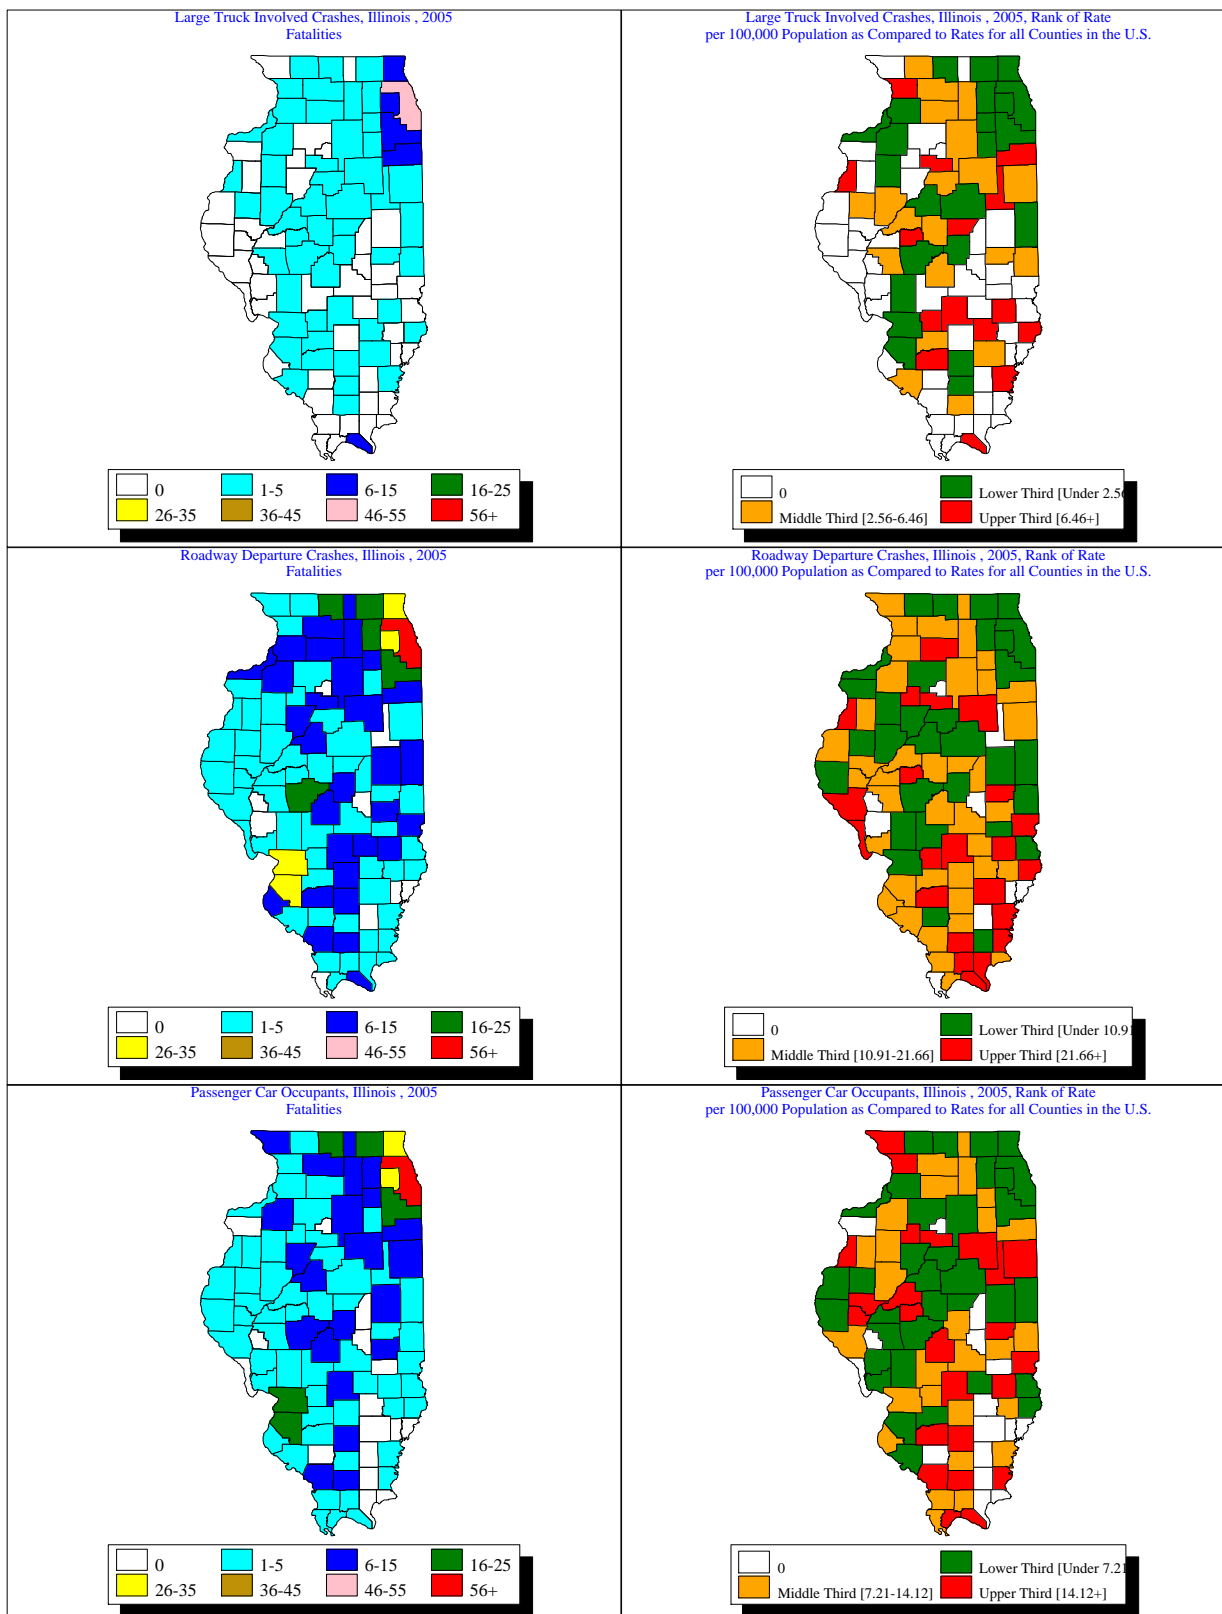 Large Truck Involved Crashes, Illinois , 2005
Fatalities
0
1-5
6-15
16-25
26-35
36-45
46-55
56+
Large Truck Involved Crashes, Illinois , 2005, Rank of Rate
per 100,000 Population as Compared to Rates for all Counties in the U.S.
0
Lower Third [Under 2.56
Middle Third [2.56-6.46]
Upper Third [6.46+]
Roadway Departure Crashes, Illinois , 2005
Fatalities
0
1-5
6-15
16-25
26-35
36-45
46-55
56+
Roadway Departure Crashes, Illinois , 2005, Rank of Rate
per 100,000 Population as Compared to Rates for all Counties in the U.S.
0
Lower Third [Under 10.91
Middle Third [10.91-21.66]
Upper Third [21.66+]
Passenger Car Occupants, Illinois , 2005
Fatalities
0
1-5
6-15
16-25
26-35
36-45
46-55
56+
Passenger Car Occupants, Illinois , 2005, Rank of Rate
per 100,000 Population as Compared to Rates for all Counties in the U.S.
0
Lower Third [Under 7.21
Middle Third [7.21-14.12]
Upper Third [14.12+]